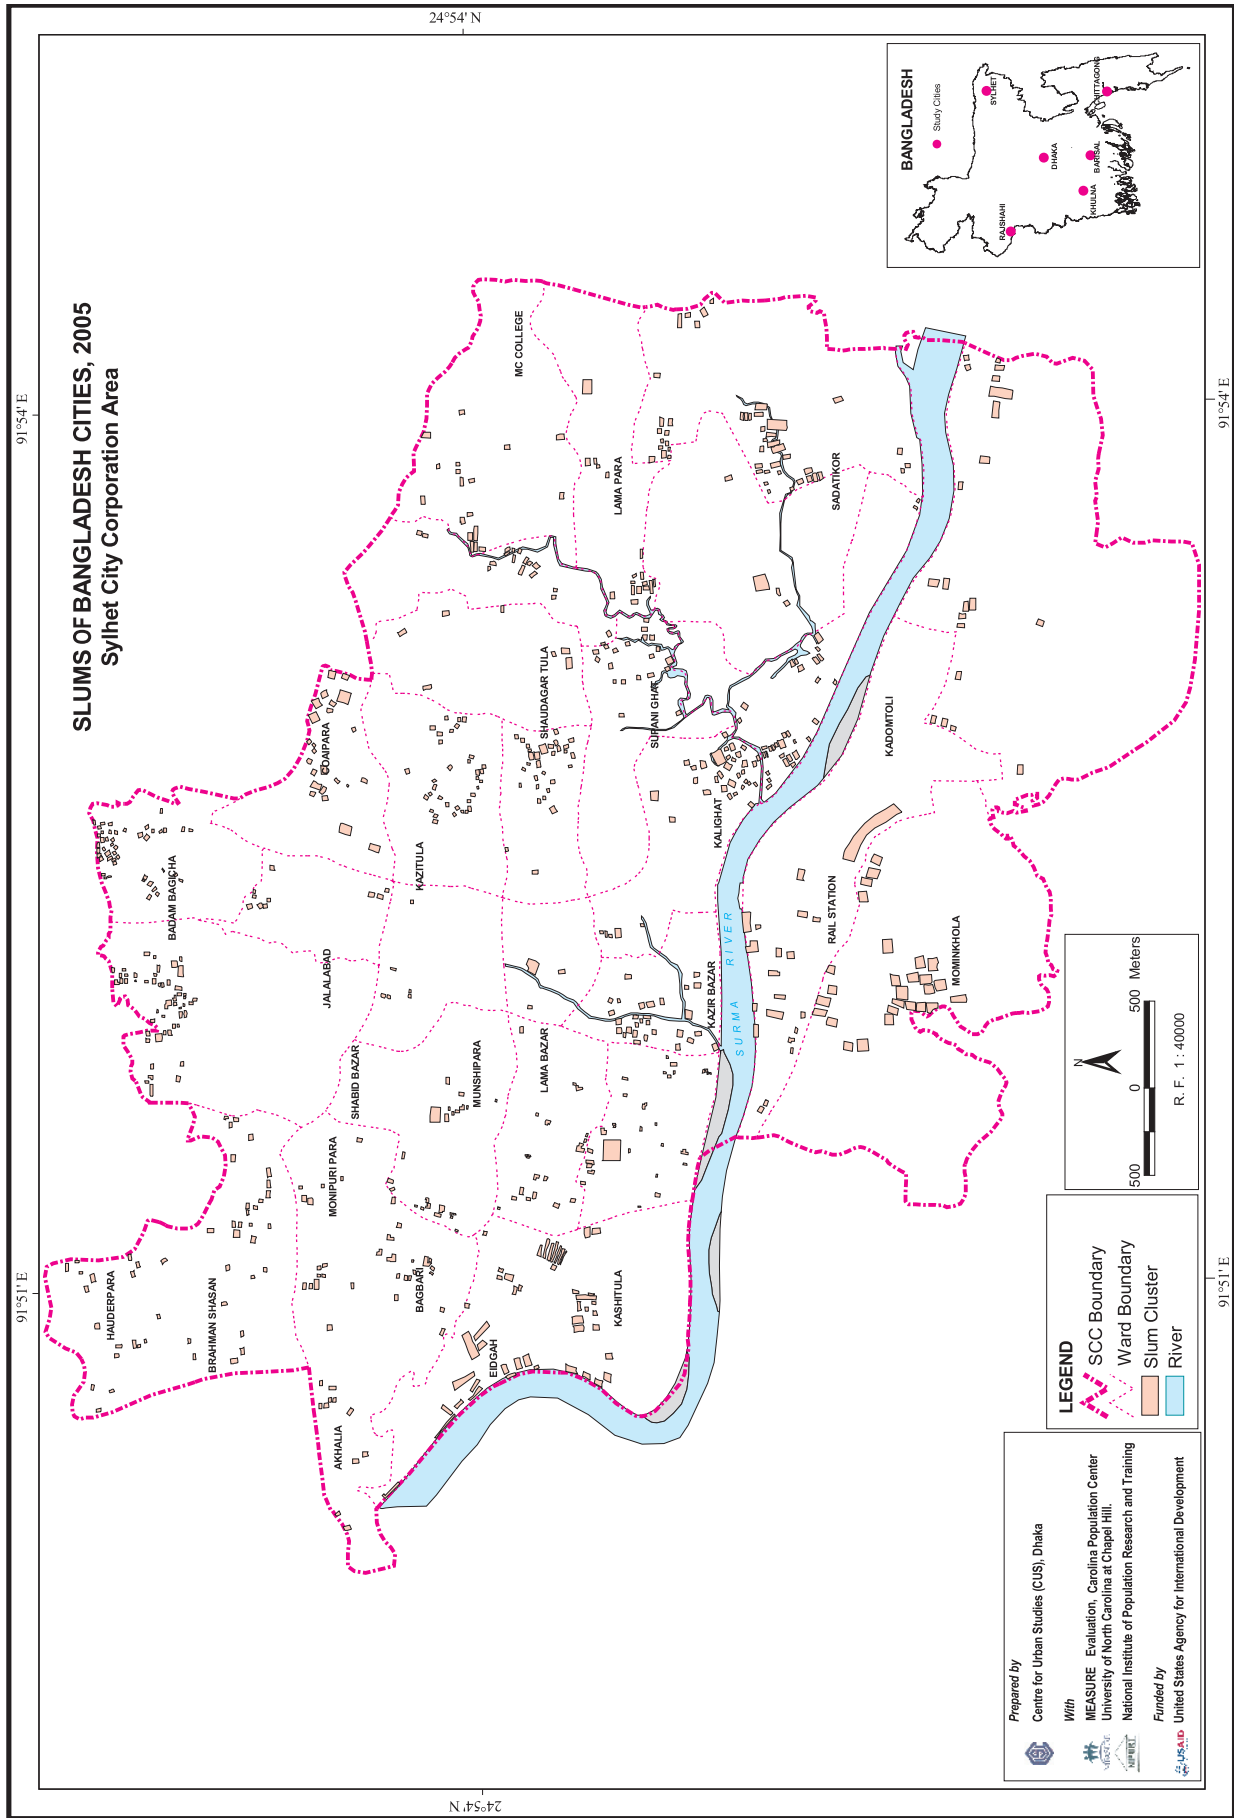 SLUMS OF BANGLADESH CITIES, 2005
Sylhet City Corporation Area
24°54' N
91°54' E
91°54' E
91°51' E
91°51' E
24°54' N
BANGLADESH
Study Cities
SYLHET
CHITTAGONG
DHAKA
BARISAL
KHULNA
RAJSHAHI
MC COLLEGE
LAMA PARA
SADATIKOR
SHAUDAGAR TULA
SUPANI GHAT
KADOMTOLI
KALIGHAT
KAZITULA
BADAM BAGICHA
JALALABAD
RAIL STATION
MOMINKHOLA
KAZIR BAZAR
SURMA RIVER
LAMA BAZAR
MUNSHIPARA
SHABID BAZAR
MONIPURI PARA
BAGBARI
KASHITULA
EIDGAH
HAUDERPARA
BRAHMAN SHASAN
AKHALIA
N
500 0 500 Meters
R. F. 1 : 40000
LEGEND
SCC Boundary
Ward Boundary
Slum Cluster
River
Prepared by
Centre for Urban Studies (CUS), Dhaka
With
MEASURE Evaluation, Carolina Population Center
University of North Carolina at Chapel Hill.
National Institute of Population Research and Training
Funded by
United States Agency for International Development
USAID
NIPORT